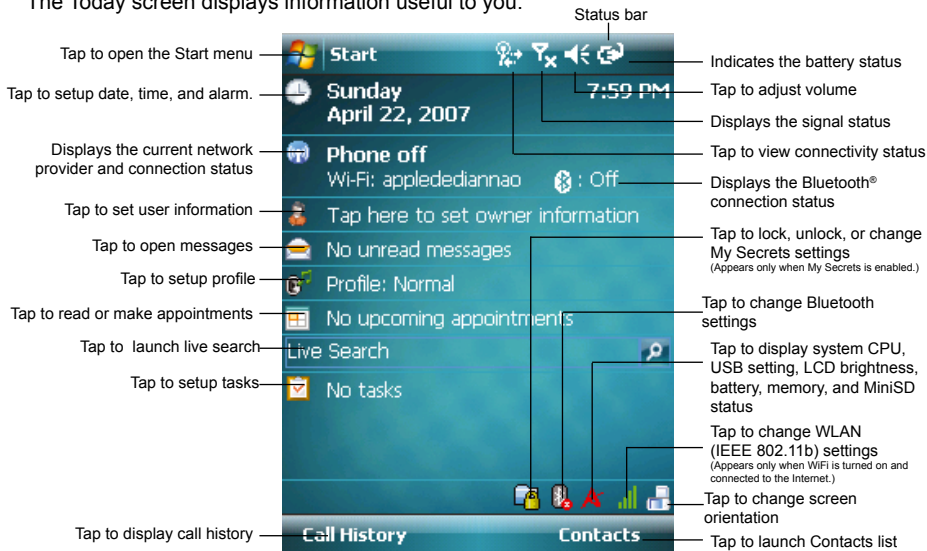 The Today screen displays information useful to you.
Status bar
Tap to open the Start menu
Start
Indicates the battery status
Tap to setup date, time, and alarm.
Sunday
7:59 PM
April 22, 2007
Tap to adjust volume
Displays the signal status
Displays the current network
provider and connection status
Phone off
Wi-Fi: appledediannao : Off
Tap to view connectivity status
Displays the Bluetooth®
connection status
Tap to set user information
Tap here to set owner information
Tap to lock, unlock, or change
My Secrets settings
(Appears only when My Secrets is enabled.)
Tap to open messages
No unread messages
Tap to setup profile
Profile: Normal
Tap to change Bluetooth
settings
Tap to read or make appointments
No upcoming appointments
Tap to launch live search
Live Search
Tap to display system CPU,
USB setting, LCD brightness,
battery, memory, and MiniSD
status
Tap to setup tasks
No tasks
Tap to change WLAN
(IEEE 802.11b) settings
(Appears only when WiFi is turned on and
connected to the Internet.)
Tap to change screen
orientation
Tap to display call history
Call History
Contacts
Tap to launch Contacts list